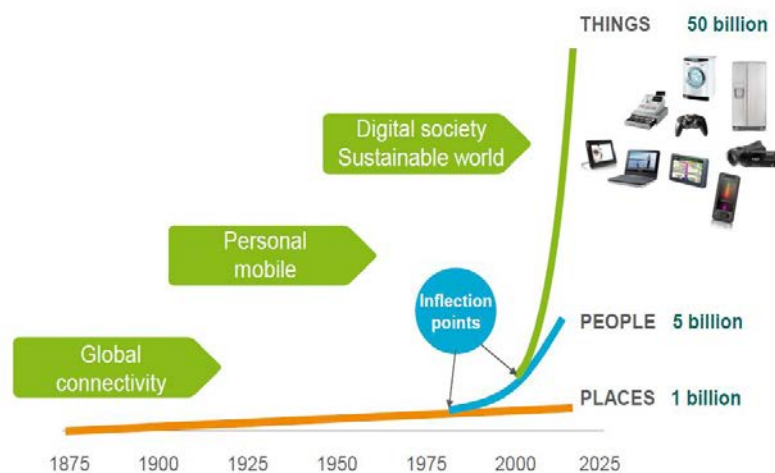 THINGS 50 billion
Digital society
Sustainable world
Personal
mobile
Inflection
points
PEOPLE 5 billion
Global
connectivity
PLACES 1 billion
1875 1900 1925 1950 1975 2000 2025